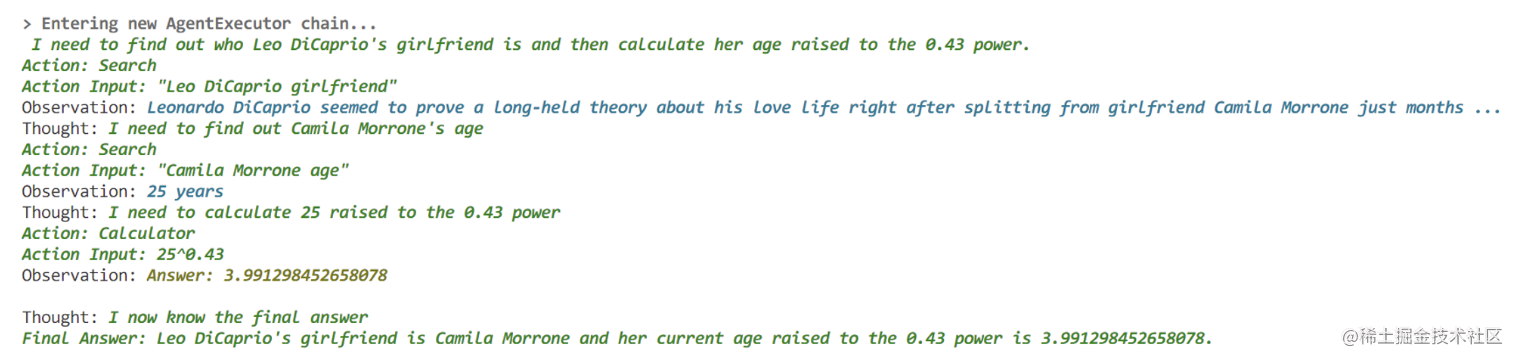 > Entering new AgentExecutor chain...
I need to find out who Leo DiCaprio's girlfriend is and then calculate her age raised to the 0.43 power.
Action: Search
Action Input: "Leo DiCaprio girlfriend"
Observation: Leonardo DiCaprio seemed to prove a long-held theory about his love life right after splitting from girlfriend Camila Morrone just months ...
Thought: I need to find out Camila Morrone's age
Action: Search
Action Input: "Camila Morrone age"
Observation: 25 years
Thought: I need to calculate 25 raised to the 0.43 power
Action: Calculator
Action Input: 25^0.43
Observation: Answer: 3.991298452658078
Thought: I now know the final answer
Final Answer: Leo DiCaprio's girlfriend is Camila Morrone and her current age raised to the 0.43 power is 3.991298452658078.
@稀土掘金技术社区